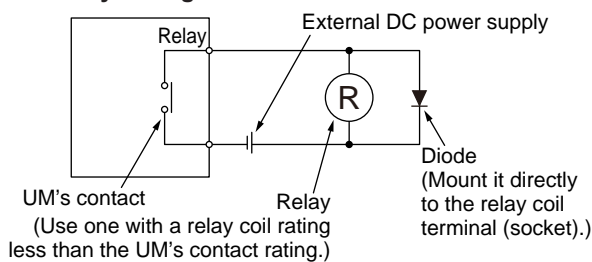 External DC power supply
Relay
R
Diode
(Mount it directly
to the relay coil
terminal (socket).)
UM's contact
(Use one with a relay coil rating
less than the UM's contact rating.)
Relay